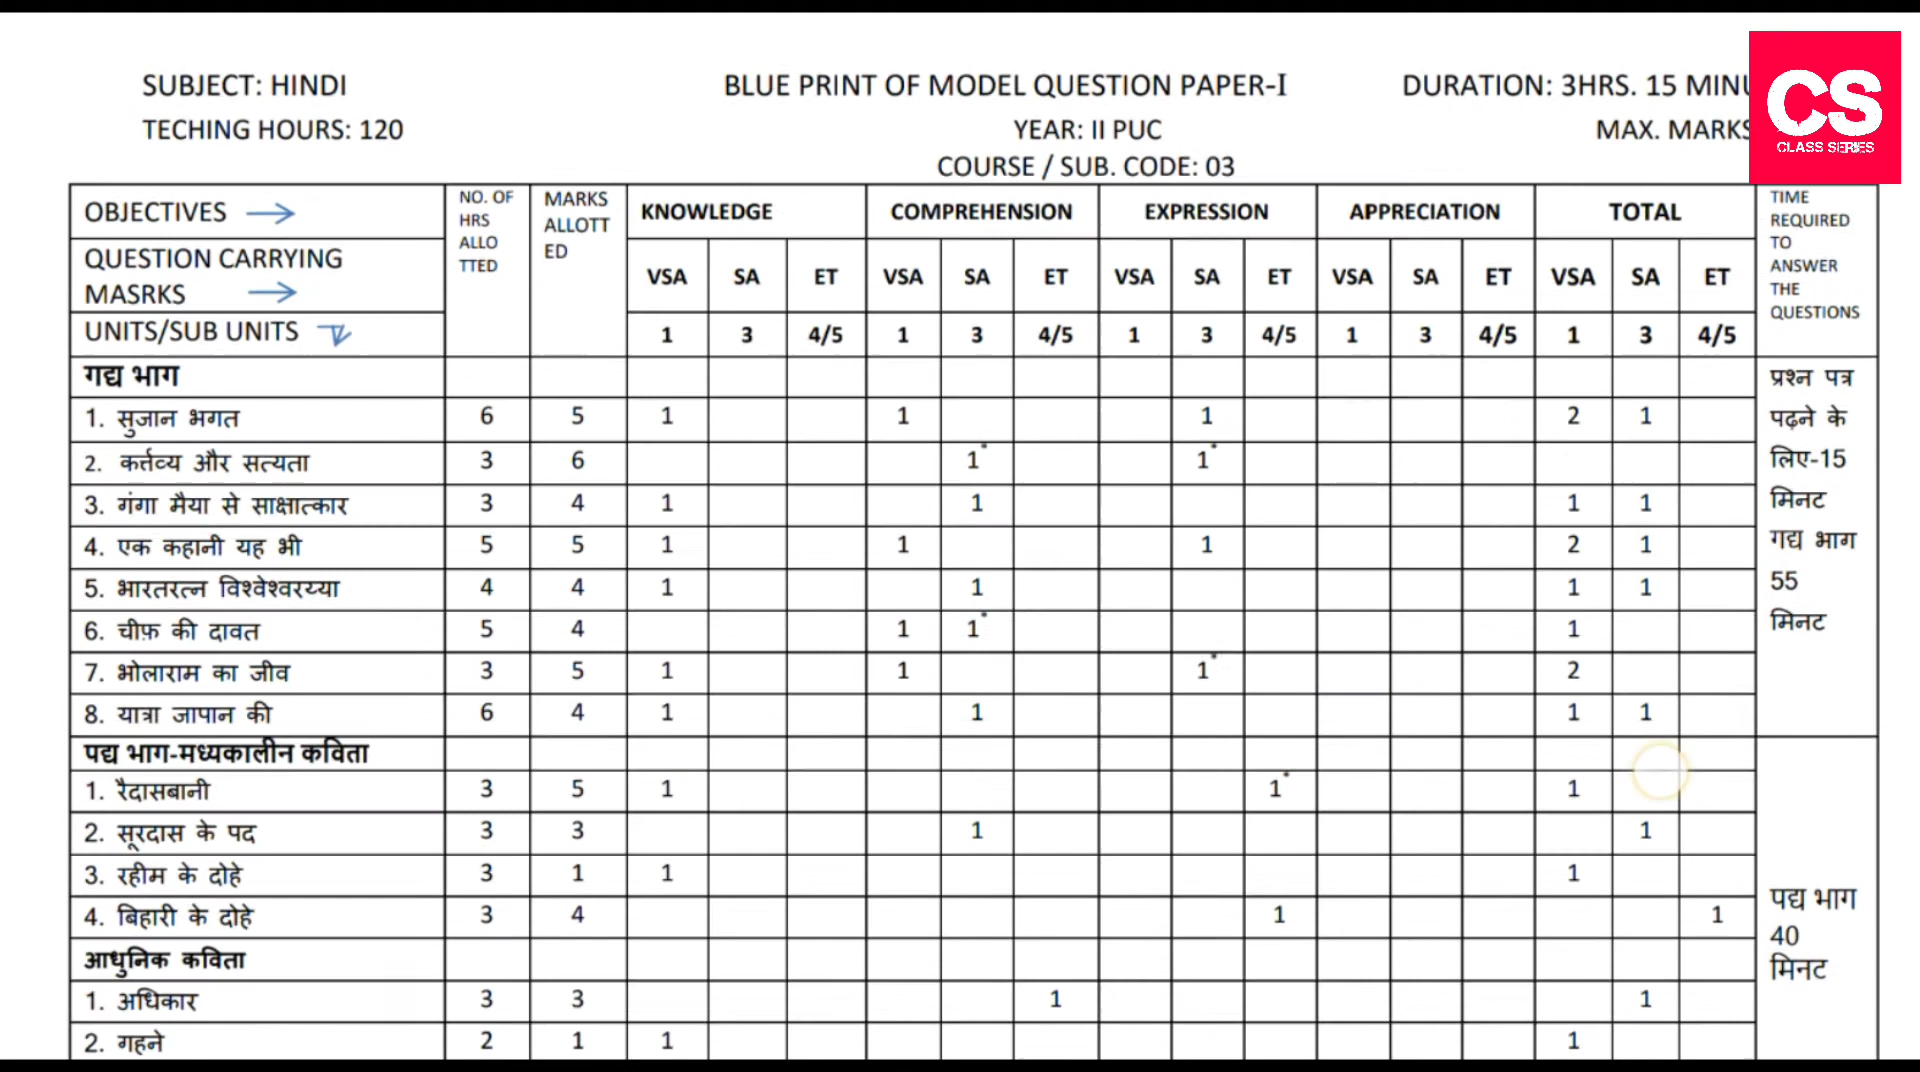 SUBJECT: HINDI BLUE PRINT OF MODEL QUESTION PAPER-I DURATION: 3HRS. 15 MINU
TECHING HOURS: 120 YEAR: II PUC MAX. MARKS
COURSE / SUB. CODE: 03
CS
CLASS SERIES
OBJECTIVES → NO. OF HRS ALLO TTED MARKS ALLOTT ED KNOWLEDGE COMPREHENSION EXPRESSION APPRECIATION TOTAL TIME REQUIRED TO ANSWER THE QUESTIONS
QUESTION CARRYING MASRKS → VSA SA ET VSA SA ET VSA SA ET VSA SA ET VSA SA ET
UNITS/SUB UNITS 1 3 4/5 1 3 4/5 1 3 4/5 1 3 4/5 1 3 4/5
गद्य भाग प्रश्न पत्र
1. सुजान भगत 6 5 1 1 1 2 1 पढ़ने के
2. कर्त्तव्य और सत्यता 3 6 1* 1* लिए-15
3. गंगा मैया से साक्षात्कार 3 4 1 1 1 1 मिनट
4. एक कहानी यह भी 5 5 1 1 1 2 1 गद्य भाग
5. भारतरत्न विश्वेश्वरय्या 4 4 1 1 1 1 55
6. चीफ़ की दावत 5 4 1 1* 1 मिनट
7. भोलाराम का जीव 3 5 1 1 1* 2
8. यात्रा जापान की 6 4 1 1 1 1
पद्य भाग-मध्यकालीन कविता
1. रैदासबानी 3 5 1 1* 1
2. सूरदास के पद 3 3 1 1
3. रहीम के दोहे 3 1 1 1
4. बिहारी के दोहे 3 4 1 1 पद्य भाग
40
आधुनिक कविता मिनट
1. अधिकार 3 3 1 1
2. गहने 2 1 1 1